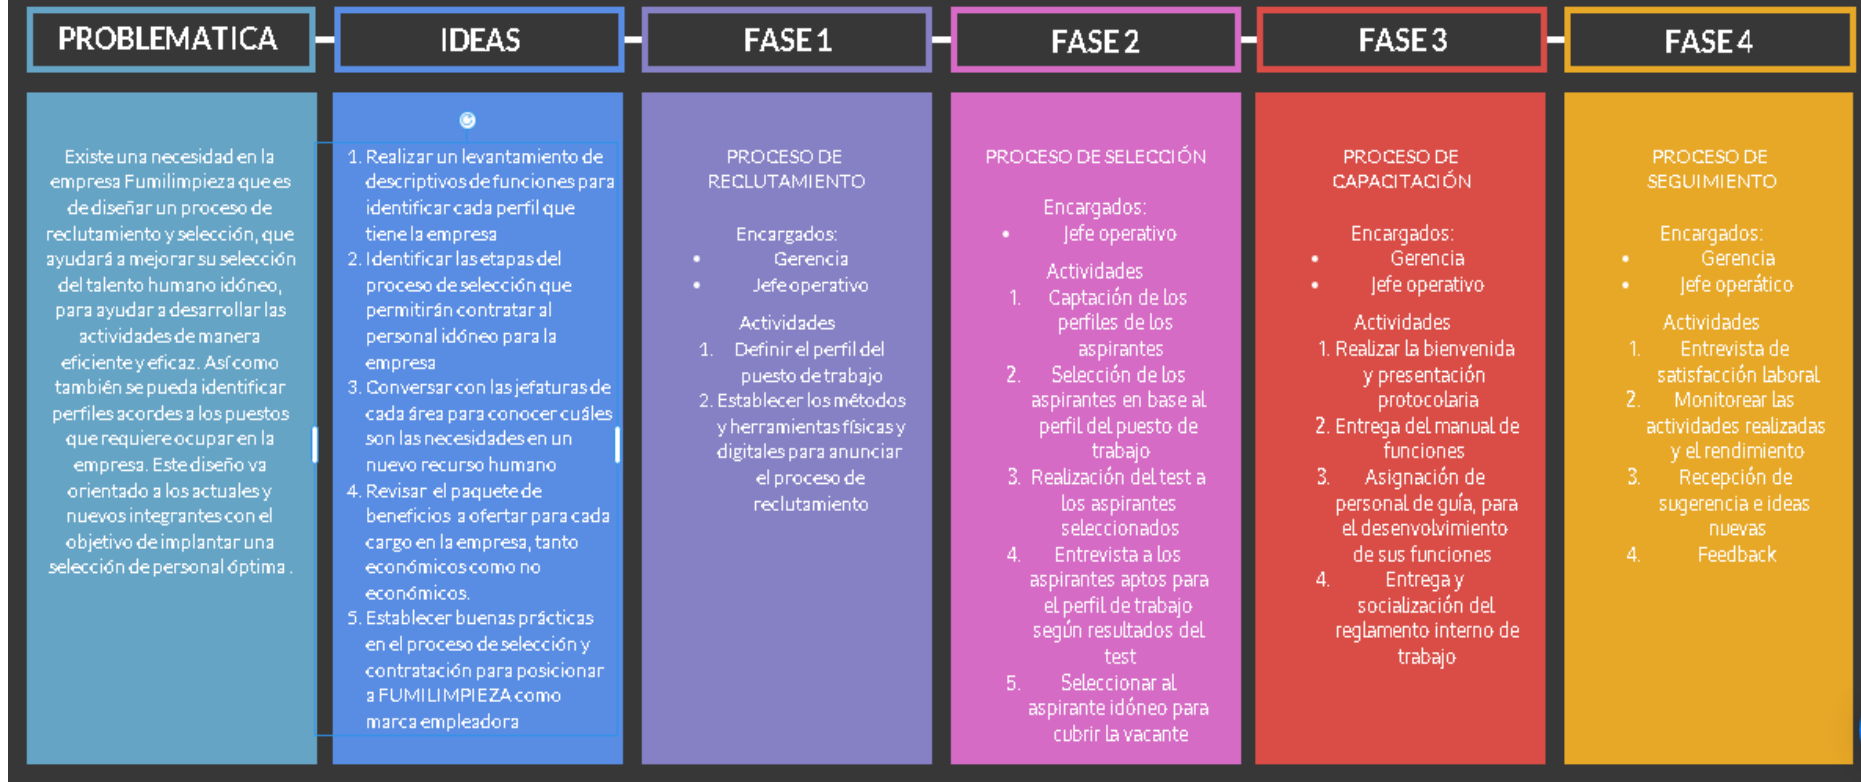 PROBLEMATICA
Existe una necesidad en la
empresa Fumilimpieza que es
de diseñar un proceso de
reclutamiento y selección, que
ayudará a mejorar su selección
del talento humano idóneo,
para ayudar a desarrollar las
actividades de manera
eficiente y eficaz. Así como
también se pueda identificar
perfiles acordes a los puestos
que requiere ocupar en la
empresa. Este diseño va
orientado a los actuales y
nuevos integrantes con el
objetivo de implantar una
selección de personal óptima .
IDEAS
1. Realizar un levantamiento de
descriptivos de funciones para
identificar cada perfil que
tiene la empresa
2. Identificar las etapas del
proceso de selección que
permitirán contratar al
personal idóneo para la
empresa
3. Conversar con las jefaturas de
cada área para conocer cuáles
son las necesidades en un
nuevo recurso humano
4. Revisar el paquete de
beneficios a ofertar para cada
cargo en la empresa, tanto
económicos como no
económicos.
5. Establecer buenas prácticas
en el proceso de selección y
contratación para posicionar
a FUMILIMPIEZA como
marca empleadora
FASE 1
PROCESO DE
RECLUTAMIENTO
Encargados:
• Gerencia
• Jefe operativo
Actividades
1. Definir el perfil del
puesto de trabajo
2. Establecer los métodos
y herramientas físicas y
digitales para anunciar
el proceso de
reclutamiento
FASE 2
PROCESO DE SELECCIÓN
Encargados:
• Jefe operativo
Actividades
1. Captación de los
perfiles de los
aspirantes
2. Selección de los
aspirantes en base al
perfil del puesto de
trabajo
3. Realización del test a
los aspirantes
seleccionados
4. Entrevista a los
aspirantes aptos para
el perfil de trabajo
según resultados del
test
5. Seleccionar al
aspirante idóneo para
cubrir la vacante
FASE 3
PROCESO DE
CAPACITACIÓN
Encargados:
• Gerencia
• Jefe operativo
Actividades
1. Realizar la bienvenida
y presentación
protocolaria
2. Entrega del manual de
funciones
3. Asignación de
personal de guía, para
el desenvolvimiento
de sus funciones
4. Entrega y
socialización del
reglamento interno de
trabajo
FASE 4
PROCESO DE
SEGUIMIENTO
Encargados:
• Gerencia
• Jefe operático
Actividades
1. Entrevista de
satisfacción laboral
2. Monitorear las
actividades realizadas
y el rendimiento
3. Recepción de
sugerencia e ideas
nuevas
4. Feedback